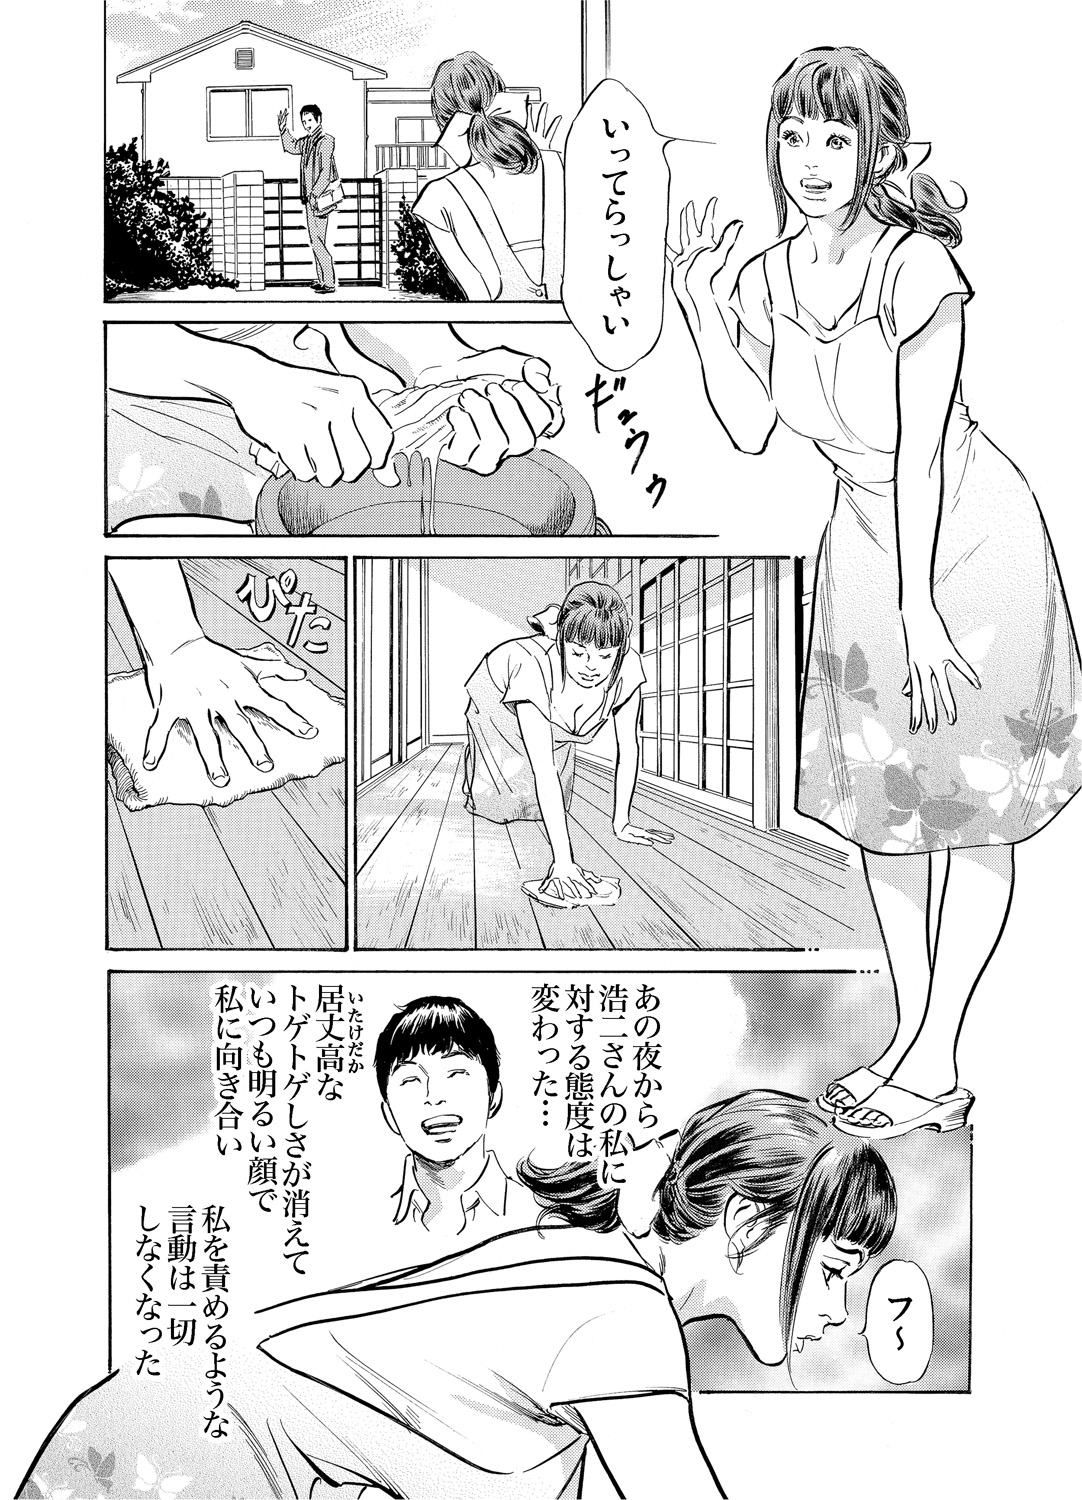 いってらっしゃい
ギュウゥ
ぴた
あの夜から
浩二さんの私に
対する態度は
変わった…
居丈高な
いたけだか
トゲトゲしさが消えて
いつも明るい顔で
私に向き合い
私を責めるような
言動は一切
しなくなった
フ～